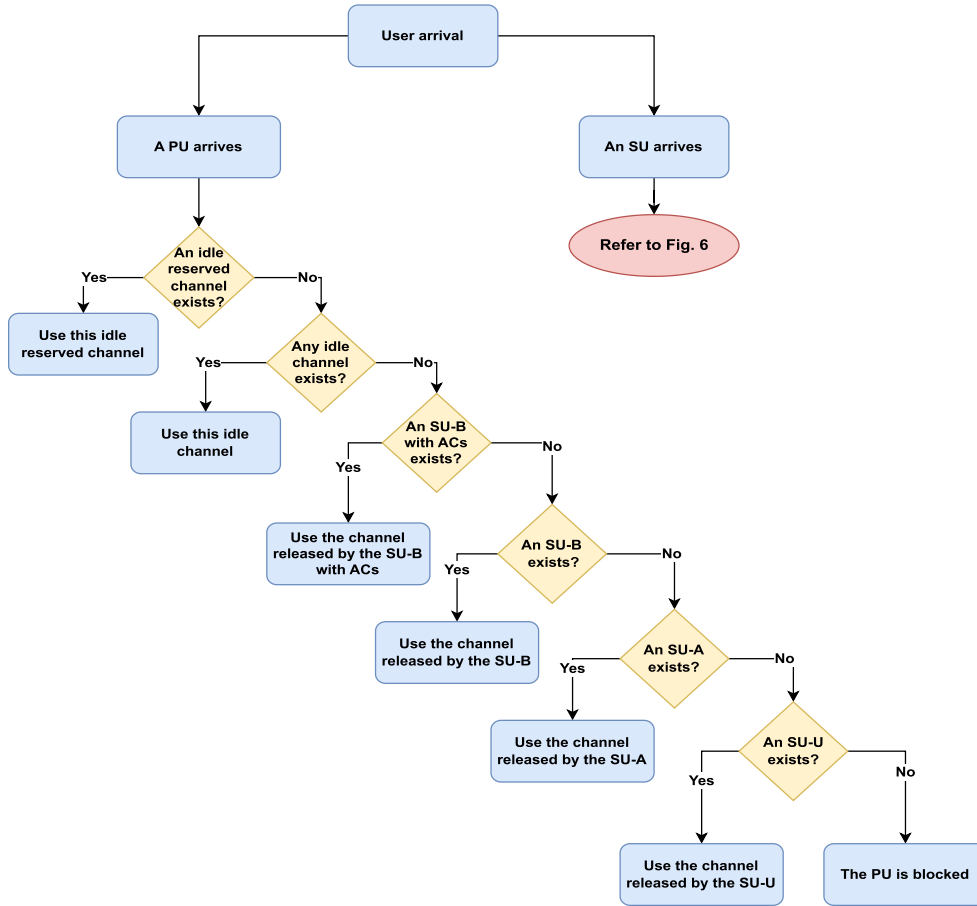 User arrival
A PU arrives
An SU arrives
Refer to Fig. 6
An idle
reserved
channel
exists?
Yes
No
Use this idle
reserved channel
Any idle
channel
exists?
Yes
No
Use this idle
channel
An SU-B
with ACs
exists?
Yes
No
Use the channel
released by the SU-B
with ACs
An SU-B
exists?
Yes
No
Use the channel
released by the SU-B
An SU-A
exists?
Yes
No
Use the channel
released by the SU-A
An SU-U
exists?
Yes
No
Use the channel
released by the SU-U
The PU is blocked